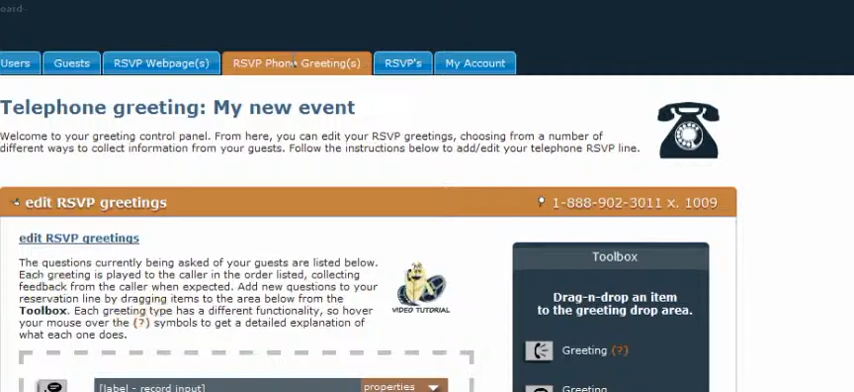 oard-
Users Guests RSVP Webpage(s) RSVP Phone Greeting(s) RSVP's My Account
Telephone greeting: My new event
Welcome to your greeting control panel. From here, you can edit your RSVP greetings, choosing from a number of
different ways to collect information from your guests. Follow the instructions below to add/edit your telephone RSVP line.
edit RSVP greetings 1-888-902-3011 x. 1009
edit RSVP greetings
The questions currently being asked of your guests are listed below.
Each greeting is played to the caller in the order listed, collecting
feedback from the caller when expected. Add new questions to your
reservation line by dragging items to the area below from the
Toolbox. Each greeting type has a different functionality, so hover
your mouse over the (?) symbols to get a detailed explanation of
what each one does.
VIDEO TUTORIAL
[label - record input] properties
Toolbox
Drag-n-drop an item
to the greeting drop area.
Greeting (?)
Greeting